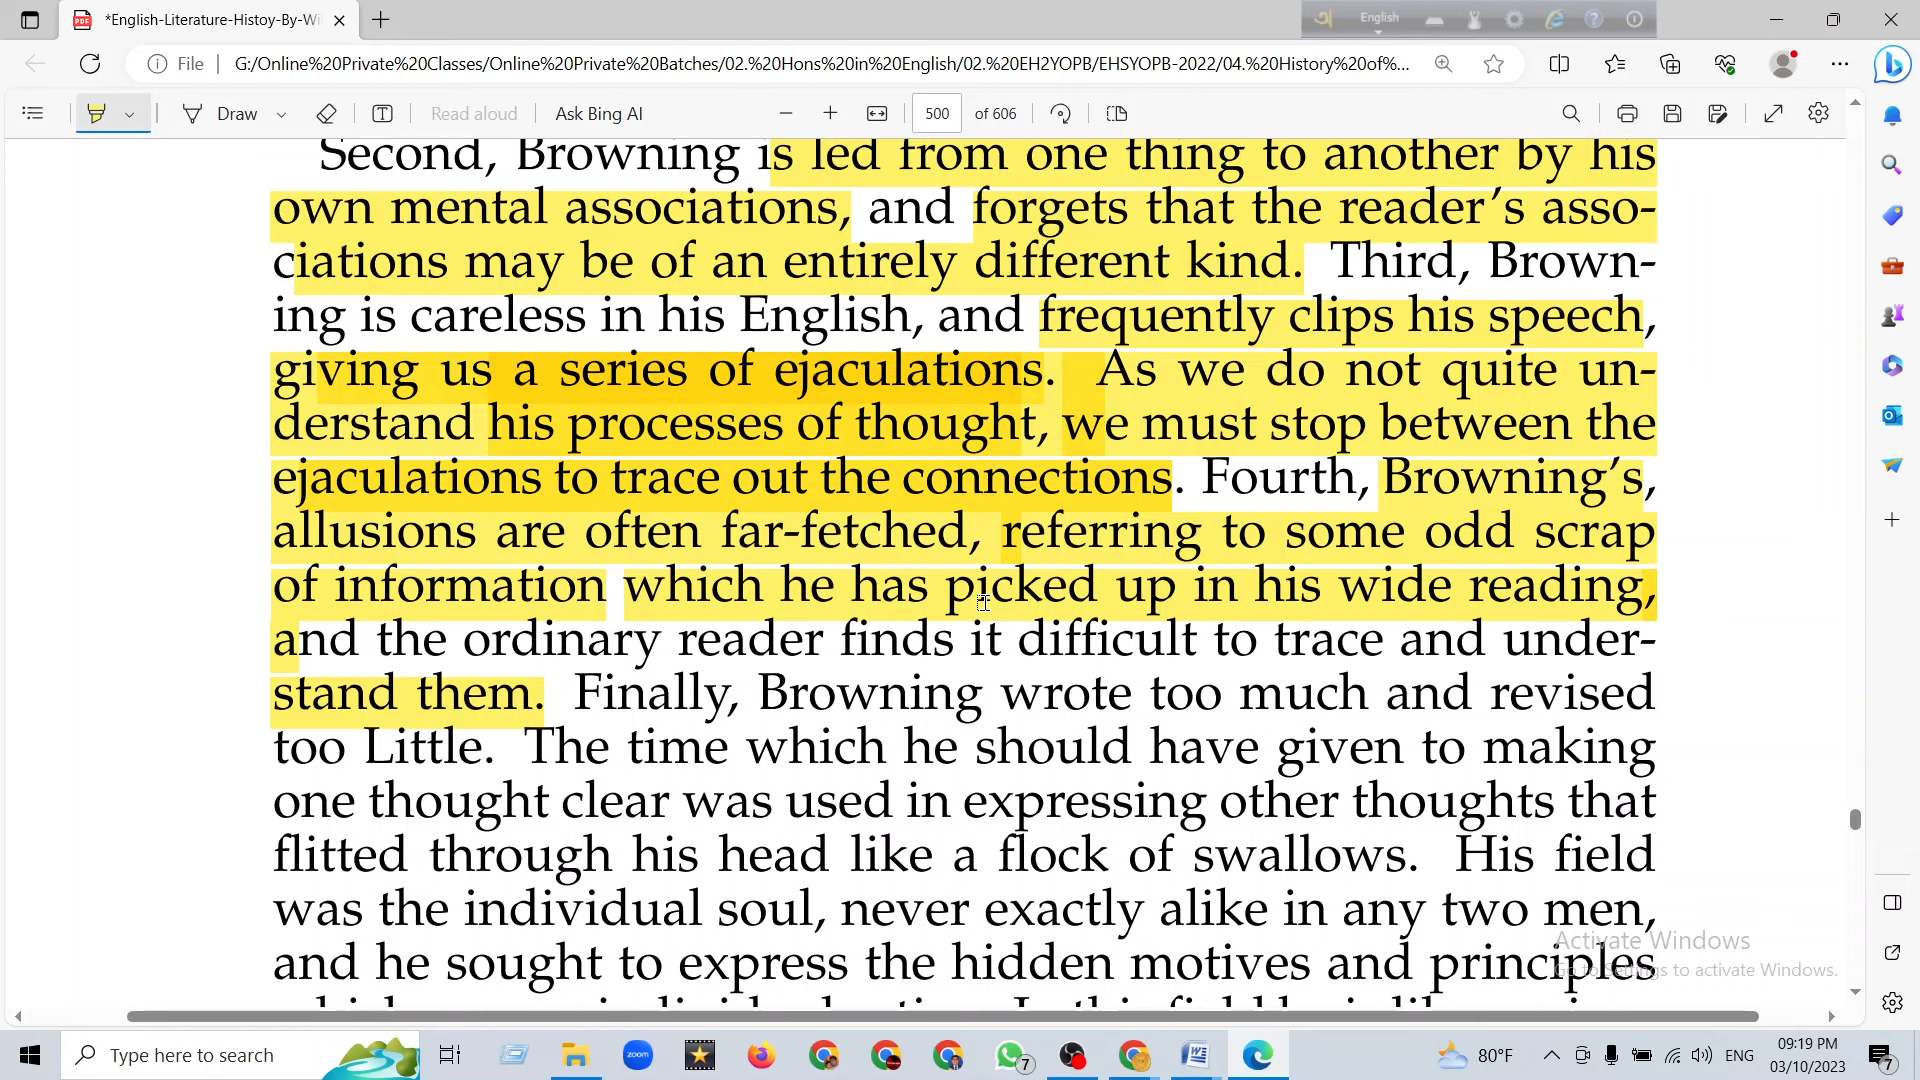 *English-Literature-Histoy-By-Wi
English
File
G:/Online%20Private%20Classes/Online%20Private%20Batches/02.%20Hons%20in%20English/02.%20EH2YOPB/EHSYOPB-2022/04.%20History%20of%...
Draw
Read aloud
Ask Bing AI
500 of 606
Second, Browning is led from one thing to another by his
own mental associations, and forgets that the reader's asso-
ciations may be of an entirely different kind. Third, Brown-
ing is careless in his English, and frequently clips his speech,
giving us a series of ejaculations. As we do not quite un-
derstand his processes of thought, we must stop between the
ejaculations to trace out the connections. Fourth, Browning's,
allusions are often far-fetched, referring to some odd scrap
of information which he has picked up in his wide reading,
and the ordinary reader finds it difficult to trace and under-
stand them. Finally, Browning wrote too much and revised
too Little. The time which he should have given to making
one thought clear was used in expressing other thoughts that
flitted through his head like a flock of swallows. His field
was the individual soul, never exactly alike in any two men,
and he sought to express the hidden motives and principles
Activate Windows
Go to Settings to activate Windows.
Type here to search
zoom
7
80°F
ENG
09:19 PM
03/10/2023
7